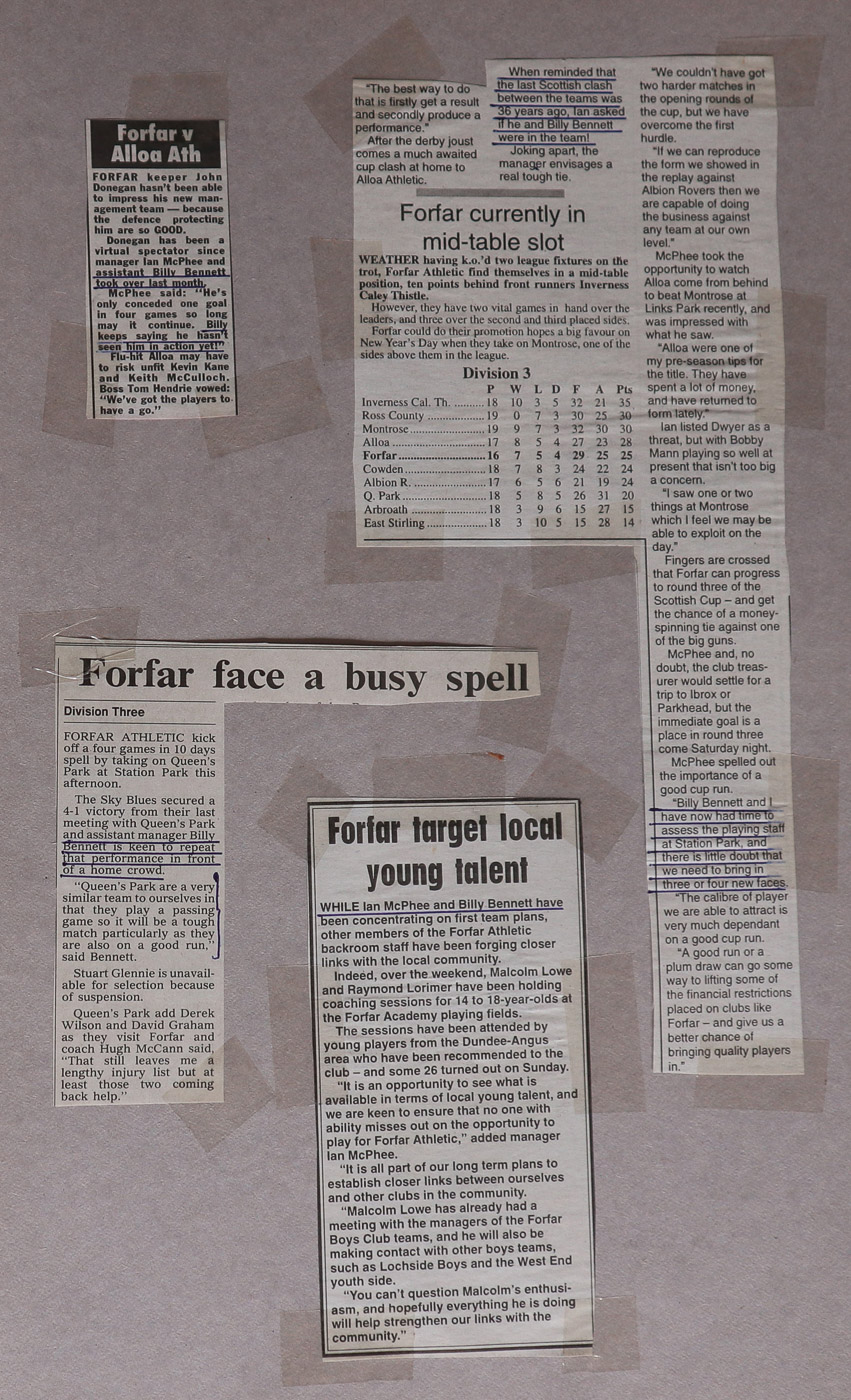 Forfar v
Alloa Ath
FORFAR keeper John
Donegan hasn't been able
to impress his new man-
agement team — because
the defence protecting
him are so GOOD.
Donegan has been a
virtual spectator since
manager Ian McPhee and
assistant Billy Bennett
took over last month.
McPhee said: "He's
only conceded one goal
in four games so long
may it continue. Billy
keeps saying he hasn't
seen him in action yet!"
Flu-hit Alloa may have
to risk unfit Kevin Kane
and Keith McCulloch.
Boss Tom Hendrie vowed:
"We've got the players to
have a go."
"The best way to do
that is firstly get a result
and secondly produce a
performance."
After the derby joust
comes a much awaited
cup clash at home to
Alloa Athletic.
When reminded that
the last Scottish clash
between the teams was
36 years ago, Ian asked
if he and Billy Bennett
were in the team!
Joking apart, the
manager envisages a
real tough tie.
"We couldn't have got
two harder matches in
the opening rounds of
the cup, but we have
overcome the first
hurdle.
"If we can reproduce
the form we showed in
the replay against
Albion Rovers then we
are capable of doing
the business against
any team at our own
level."
McPhee took the
opportunity to watch
Alloa come from behind
to beat Montrose at
Links Park recently, and
was impressed with
what he saw.
"Alloa were one of
my pre-season tips for
the title. They have
spent a lot of money,
and have returned to
form lately."
Ian listed Dwyer as a
threat, but with Bobby
Mann playing so well at
present that isn't too big
a concern.
"I saw one or two
things at Montrose
which I feel we may be
able to exploit on the
day."
Fingers are crossed
that Forfar can progress
to round three of the
Scottish Cup – and get
the chance of a money-
spinning tie against one
of the big guns.
McPhee and, no
doubt, the club treas-
urer would settle for a
trip to Ibrox or
Parkhead, but the
immediate goal is a
place in round three
come Saturday night.
McPhee spelled out
the importance of a
good cup run.
"Billy Bennett and I
have now had time to
assess the playing staff
at Station Park, and
there is little doubt that
we need to bring in
three or four new faces.
"The calibre of player
we are able to attract is
very much dependant
on a good cup run.
"A good run or a
plum draw can go some
way to lifting some of
the financial restrictions
placed on clubs like
Forfar – and give us a
better chance of
bringing quality players
in."
Forfar currently in
mid-table slot
WEATHER having k.o.'d two league fixtures on the
trot, Forfar Athletic find themselves in a mid-table
position, ten points behind front runners Inverness
Caley Thistle.
However, they have two vital games in hand over the
leaders, and three over the second and third placed sides.
Forfar could do their promotion hopes a big favour on
New Year's Day when they take on Montrose, one of the
sides above them in the league.
Division 3
P W L D F A Pts
Inverness Cal. Th. .......... 18 10 3 5 32 21 35
Ross County .......... 19 0 7 3 30 25 30
Montrose .......... 19 9 7 3 32 30 30
Alloa .......... 17 8 5 4 27 23 28
Forfar .......... 16 7 5 4 29 25 25
Cowden .......... 18 7 8 3 24 22 24
Albion R. .......... 17 6 5 6 21 19 24
Q. Park .......... 18 5 8 5 26 31 20
Arbroath .......... 18 3 9 6 15 27 15
East Stirling .......... 18 3 10 5 15 28 14
Forfar face a busy spell
Division Three
FORFAR ATHLETIC kick
off a four games in 10 days
spell by taking on Queen's
Park at Station Park this
afternoon.
The Sky Blues secured a
4-1 victory from their last
meeting with Queen's Park
and assistant manager Billy
Bennett is keen to repeat
that performance in front
of a home crowd.
"Queen's Park are a very
similar team to ourselves in
that they play a passing
game so it will be a tough
match particularly as they
are also on a good run,"
said Bennett.
Stuart Glennie is unavail-
able for selection because
of suspension.
Queen's Park add Derek
Wilson and David Graham
as they visit Forfar and
coach Hugh McCann said,
"That still leaves me a
lengthy injury list but at
least those two coming
back help."
Forfar target local
young talent
WHILE Ian McPhee and Billy Bennett have
been concentrating on first team plans,
other members of the Forfar Athletic
backroom staff have been forging closer
links with the local community.
Indeed, over the weekend, Malcolm Lowe
and Raymond Lorimer have been holding
coaching sessions for 14 to 18-year-olds at
the Forfar Academy playing fields.
The sessions have been attended by
young players from the Dundee-Angus
area who have been recommended to the
club – and some 26 turned out on Sunday.
"It is an opportunity to see what is
available in terms of local young talent, and
we are keen to ensure that no one with
ability misses out on the opportunity to
play for Forfar Athletic," added manager
Ian McPhee.
"It is all part of our long term plans to
establish closer links between ourselves
and other clubs in the community.
"Malcolm Lowe has already had a
meeting with the managers of the Forfar
Boys Club teams, and he will also be
making contact with other boys teams,
such as Lochside Boys and the West End
youth side.
"You can't question Malcolm's enthusi-
asm, and hopefully everything he is doing
will help strengthen our links with the
community."